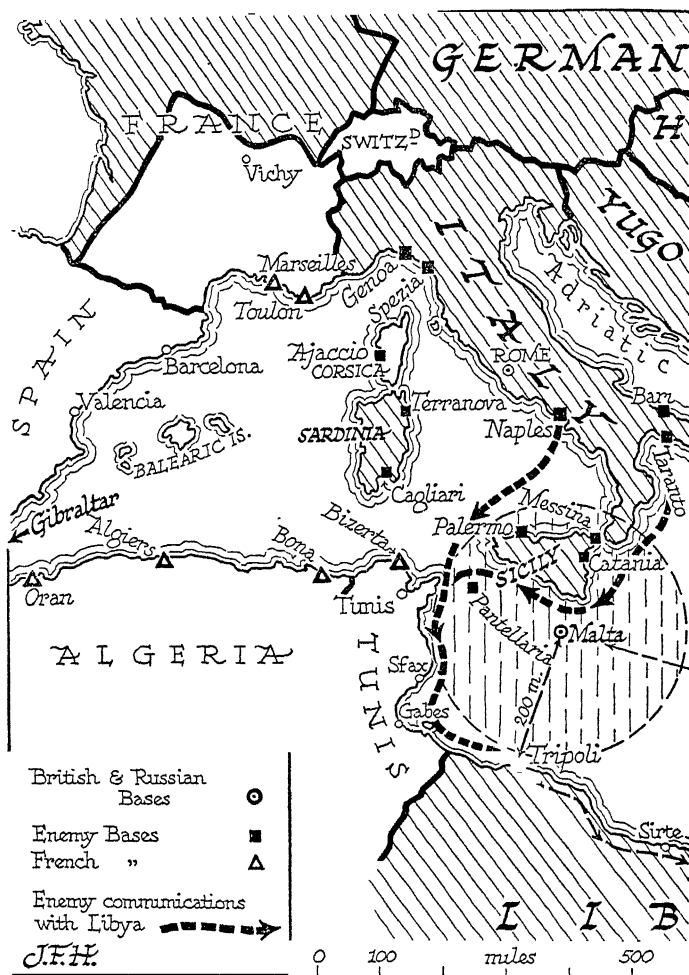 GERMAN
FRANCE
SWITZ.D
H
Vichy
YUGO
ITALY
Marseilles
Genoa
Toulon
Spezia
Adriatic
SPAIN
Ajaccio
CORSICA
ROME
Barcelona
Valencia
Terranova
Bari
BALEARIC IS.
SARDINIA
Naples
Taranto
Cagliari
Gibraltar
Algiers
Bona
Bizerta
Palermo
Messina
Oran
Tunis
SICILY
Catania
Pantellaria
Malta
ALGERIA
TUNIS
Sfax
200 m.
Gabes
Tripoli
British & Russian
Bases
Sirte
Enemy Bases
French "
Enemy communications
with Libya
LIB
J.F.H.
0 100 miles 500